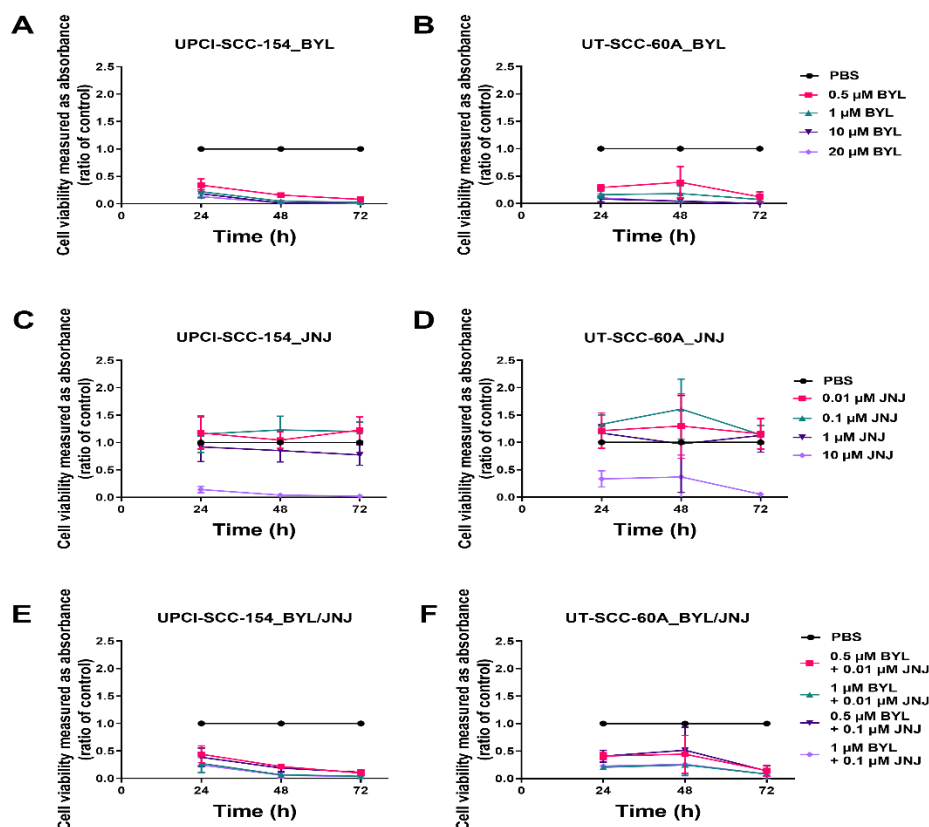 A
UPCI-SCC-154_BYL
Cell viability measured as absorbance
(ratio of control)
2.5
2.0
1.5
1.0
0.5
0.0
0
24
48
72
Time (h)
B
UT-SCC-60A_BYL
Cell viability measured as absorbance
(ratio of control)
2.5
2.0
1.5
1.0
0.5
0.0
0
24
48
72
Time (h)
PBS
0.5 µM BYL
1 µM BYL
10 µM BYL
20 µM BYL
C
UPCI-SCC-154_JNJ
Cell viability measured as absorbance
(ratio of control)
2.5
2.0
1.5
1.0
0.5
0.0
0
24
48
72
Time (h)
D
UT-SCC-60A_JNJ
Cell viability measured as absorbance
(ratio of control)
2.5
2.0
1.5
1.0
0.5
0.0
0
24
48
72
Time (h)
PBS
0.01 µM JNJ
0.1 µM JNJ
1 µM JNJ
10 µM JNJ
E
UPCI-SCC-154_BYL/JNJ
Cell viability measured as absorbance
(ratio of control)
2.5
2.0
1.5
1.0
0.5
0.0
0
24
48
72
Time (h)
F
UT-SCC-60A_BYL/JNJ
Cell viability measured as absorbance
(ratio of control)
2.5
2.0
1.5
1.0
0.5
0.0
0
24
48
72
Time (h)
PBS
0.5 µM BYL
+ 0.01 µM JNJ
1 µM BYL
+ 0.01 µM JNJ
0.5 µM BYL
+ 0.1 µM JNJ
1 µM BYL
+ 0.1 µM JNJ